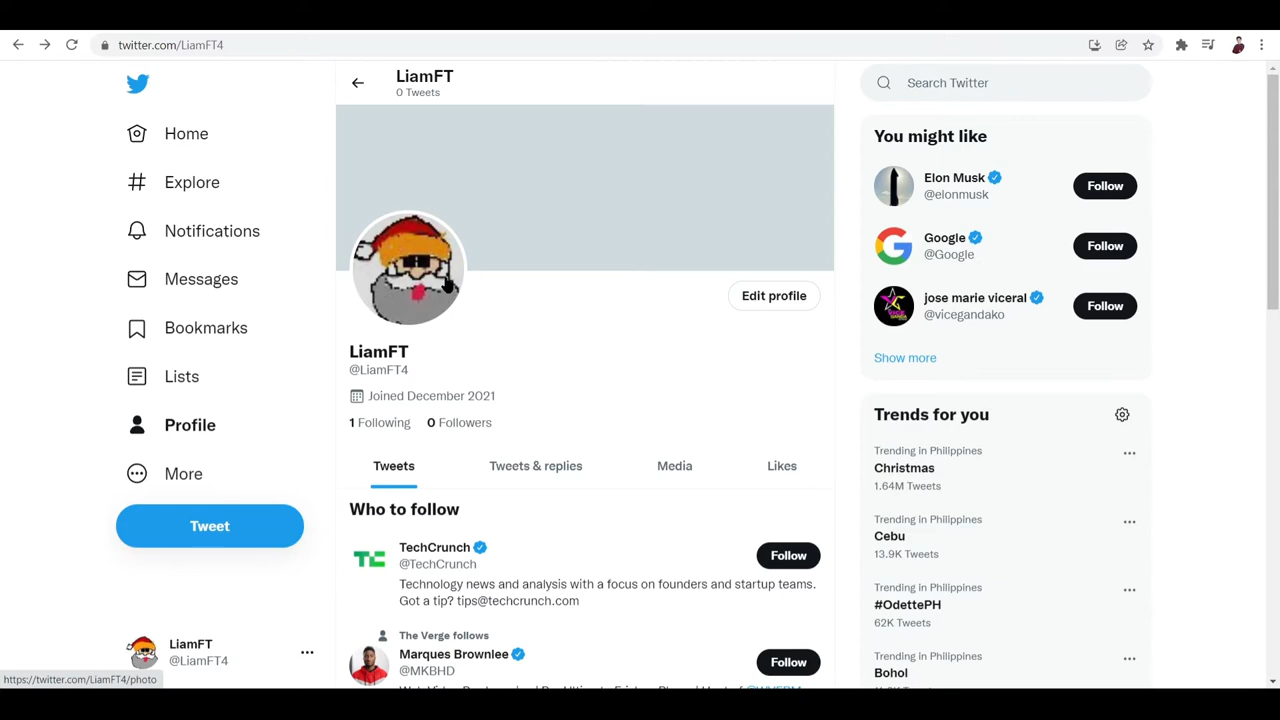 twitter.com/LiamFT4
LiamFT
0 Tweets
Search Twitter
Home
Explore
Notifications
Messages
Bookmarks
Lists
Profile
More
Tweet
LiamFT
@LiamFT4
https://twitter.com/LiamFT4/photo
Edit profile
LiamFT
@LiamFT4
Joined December 2021
1 Following 0 Followers
Tweets Tweets & replies Media Likes
Who to follow
TechCrunch
@TechCrunch
Follow
Technology news and analysis with a focus on founders and startup teams.
Got a tip? tips@techcrunch.com
The Verge follows
Marques Brownlee
@MKBHD
Follow
You might like
Elon Musk
@elonmusk
Follow
Google
@Google
Follow
jose marie viceral
@vicegandako
Follow
Show more
Trends for you
Trending in Philippines
Christmas
1.64M Tweets
Trending in Philippines
Cebu
13.9K Tweets
Trending in Philippines
#OdettePH
62K Tweets
Trending in Philippines
Bohol